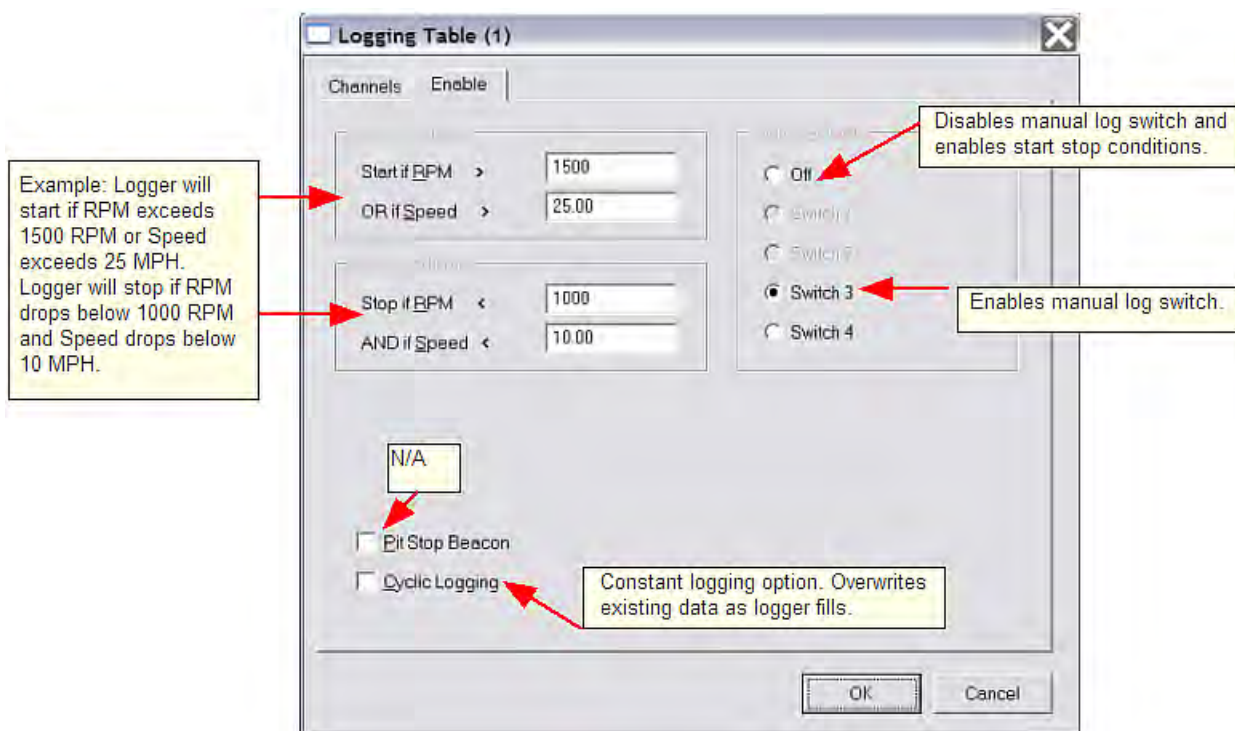 Logging Table (1)
Channels Enable
Example: Logger will
start if RPM exceeds
1500 RPM or Speed
exceeds 25 MPH.
Logger will stop if RPM
drops below 1000 RPM
and Speed drops below
10 MPH.
Start if RPM > 1500
OR if Speed > 25.00
Stop if RPM < 1000
AND if Speed < 10.00
Disables manual log switch and
enables start stop conditions.
Off
Switch 3
Enables manual log switch.
Switch 4
N/A
Pit Stop Beacon
Cyclic Logging
Constant logging option. Overwrites
existing data as logger fills.
OK Cancel